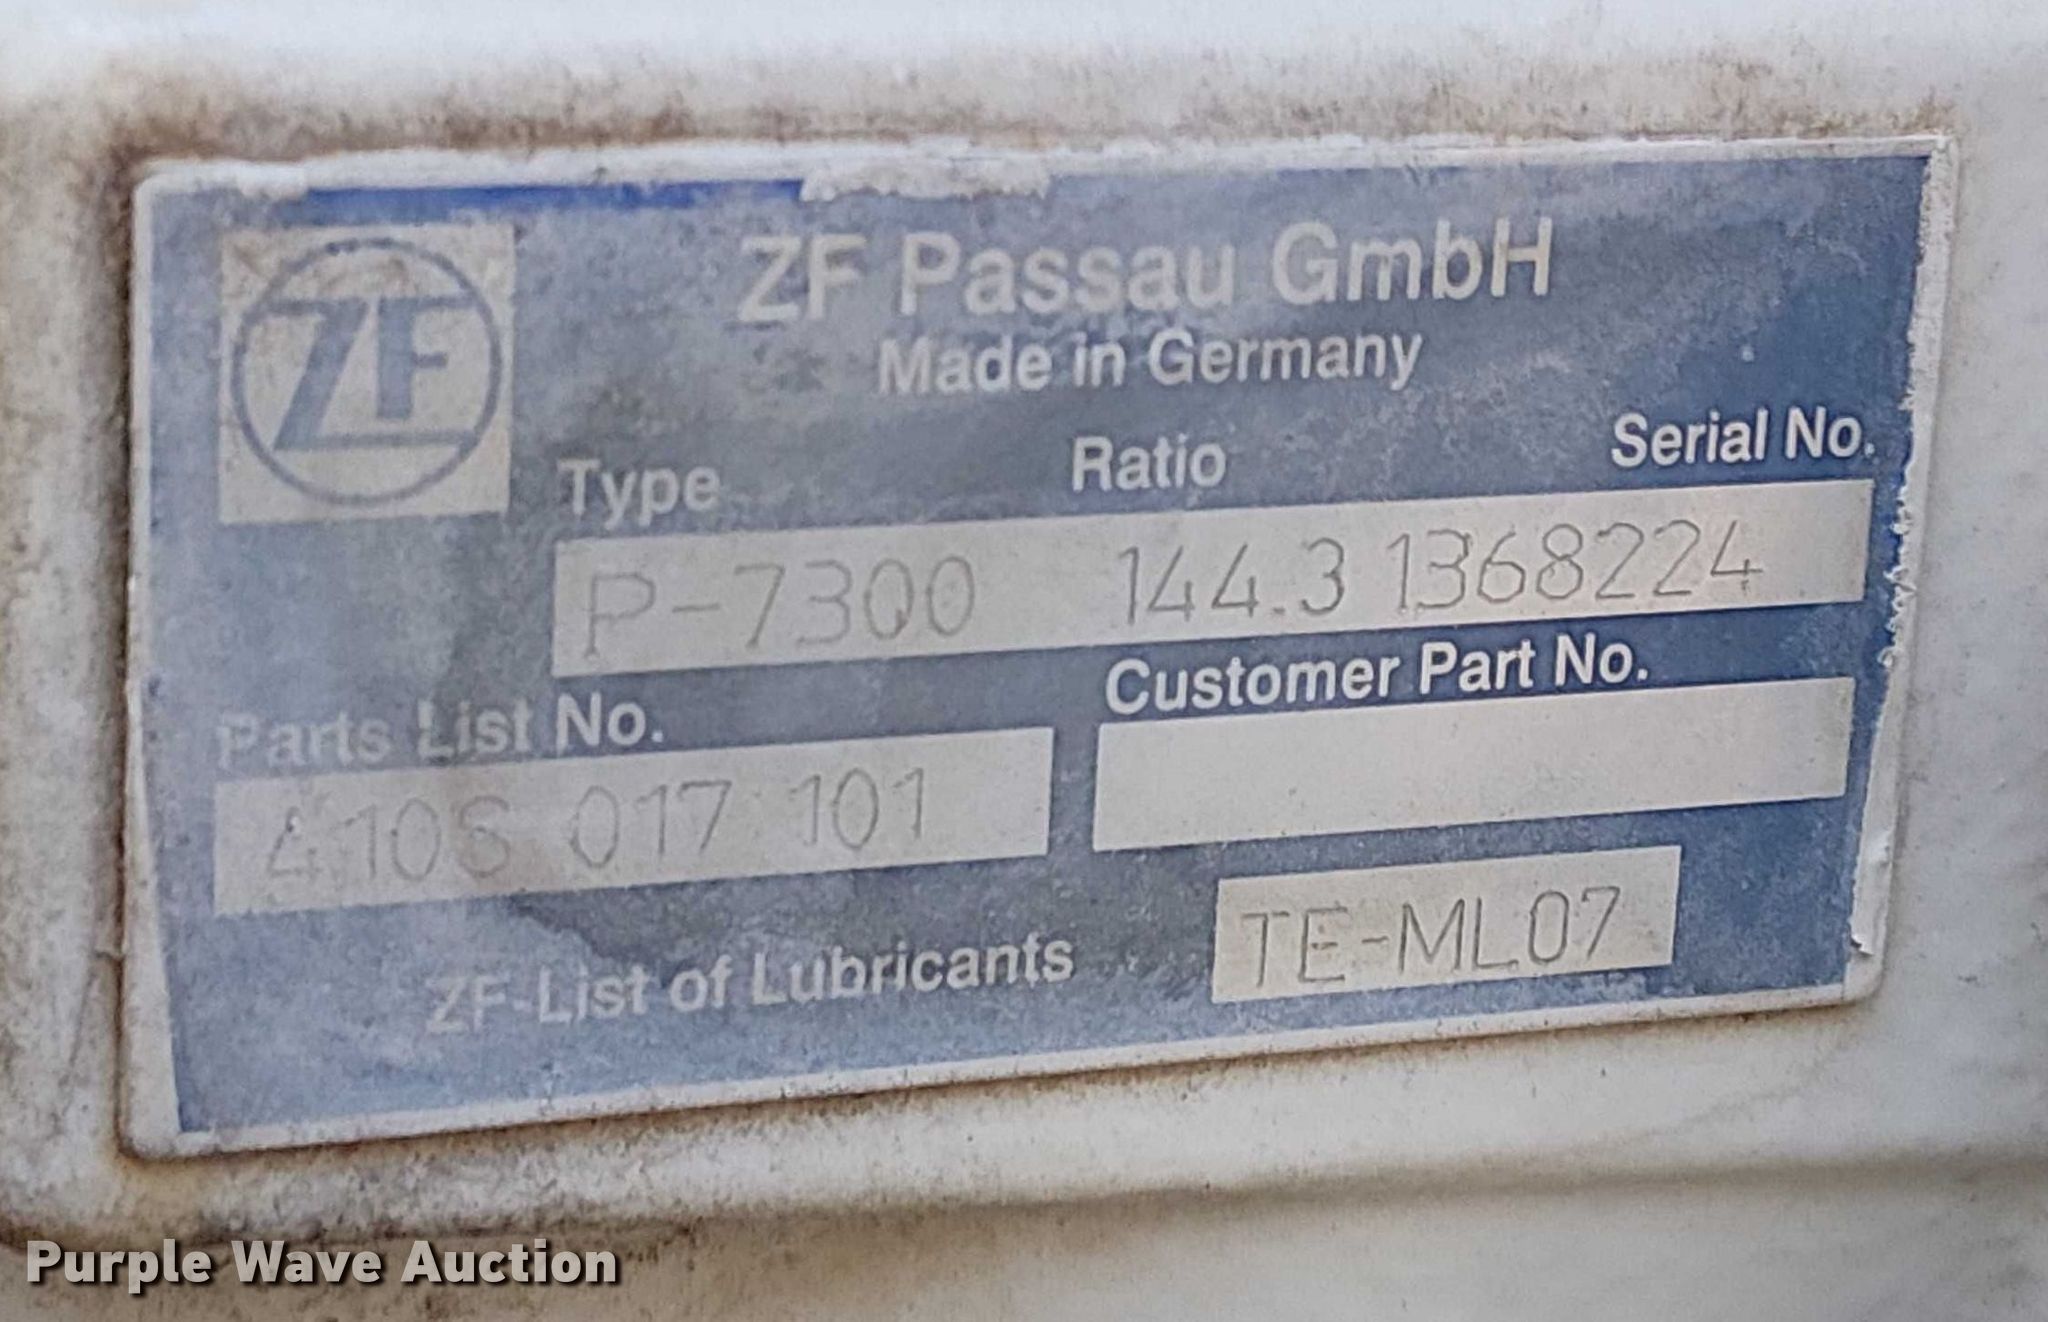 ZF
ZF Passau GmbH
Made in Germany
Type Ratio Serial No.
P-7300 144.3 1368224
Parts List No. Customer Part No.
4106 017 101
ZF-List of Lubricants TE-ML07
Purple Wave Auction